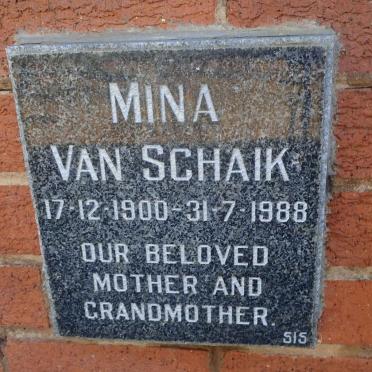 MINA
VAN SCHAIK
17-12-1900-31-7-1988
OUR BELOVED
MOTHER AND
GRANDMOTHER.
515